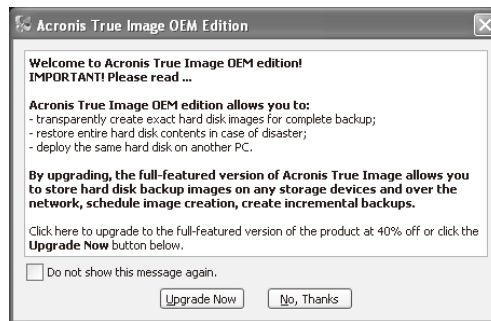 Acronis True Image OEM Edition
Welcome to Acronis True Image OEM edition!
IMPORTANT! Please read ...
Acronis True Image OEM edition allows you to:
- transparently create exact hard disk images for complete backup;
- restore entire hard disk contents in case of disaster;
- deploy the same hard disk on another PC.
By upgrading, the full-featured version of Acronis True Image allows you
to store hard disk backup images on any storage devices and over the
network, schedule image creation, create incremental backups.
Click here to upgrade to the full-featured version of the product at 40% off or click the
Upgrade Now button below.
Do not show this message again.
Upgrade Now
No, Thanks